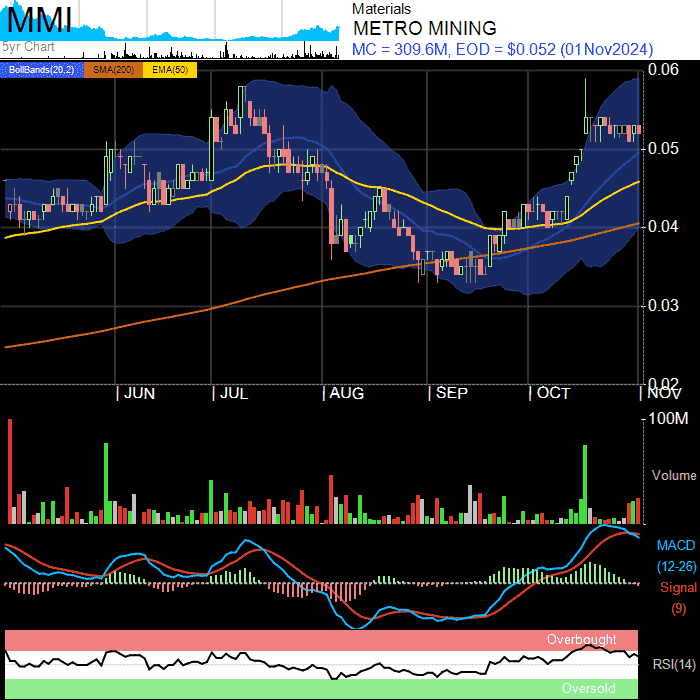 MMI
5yr Chart
Materials
METRO MINING
MC = 309.6M, EOD = $0.052 (01Nov2024)
BollBands(20,2) SMA(200) EMA(50)
0.06
0.05
0.04
0.03
0.02
JUN JUL AUG SEP OCT NOV
100M
Volume
MACD
(12-26)
Signal
(9)
Overbought
RSI(14)
Oversold